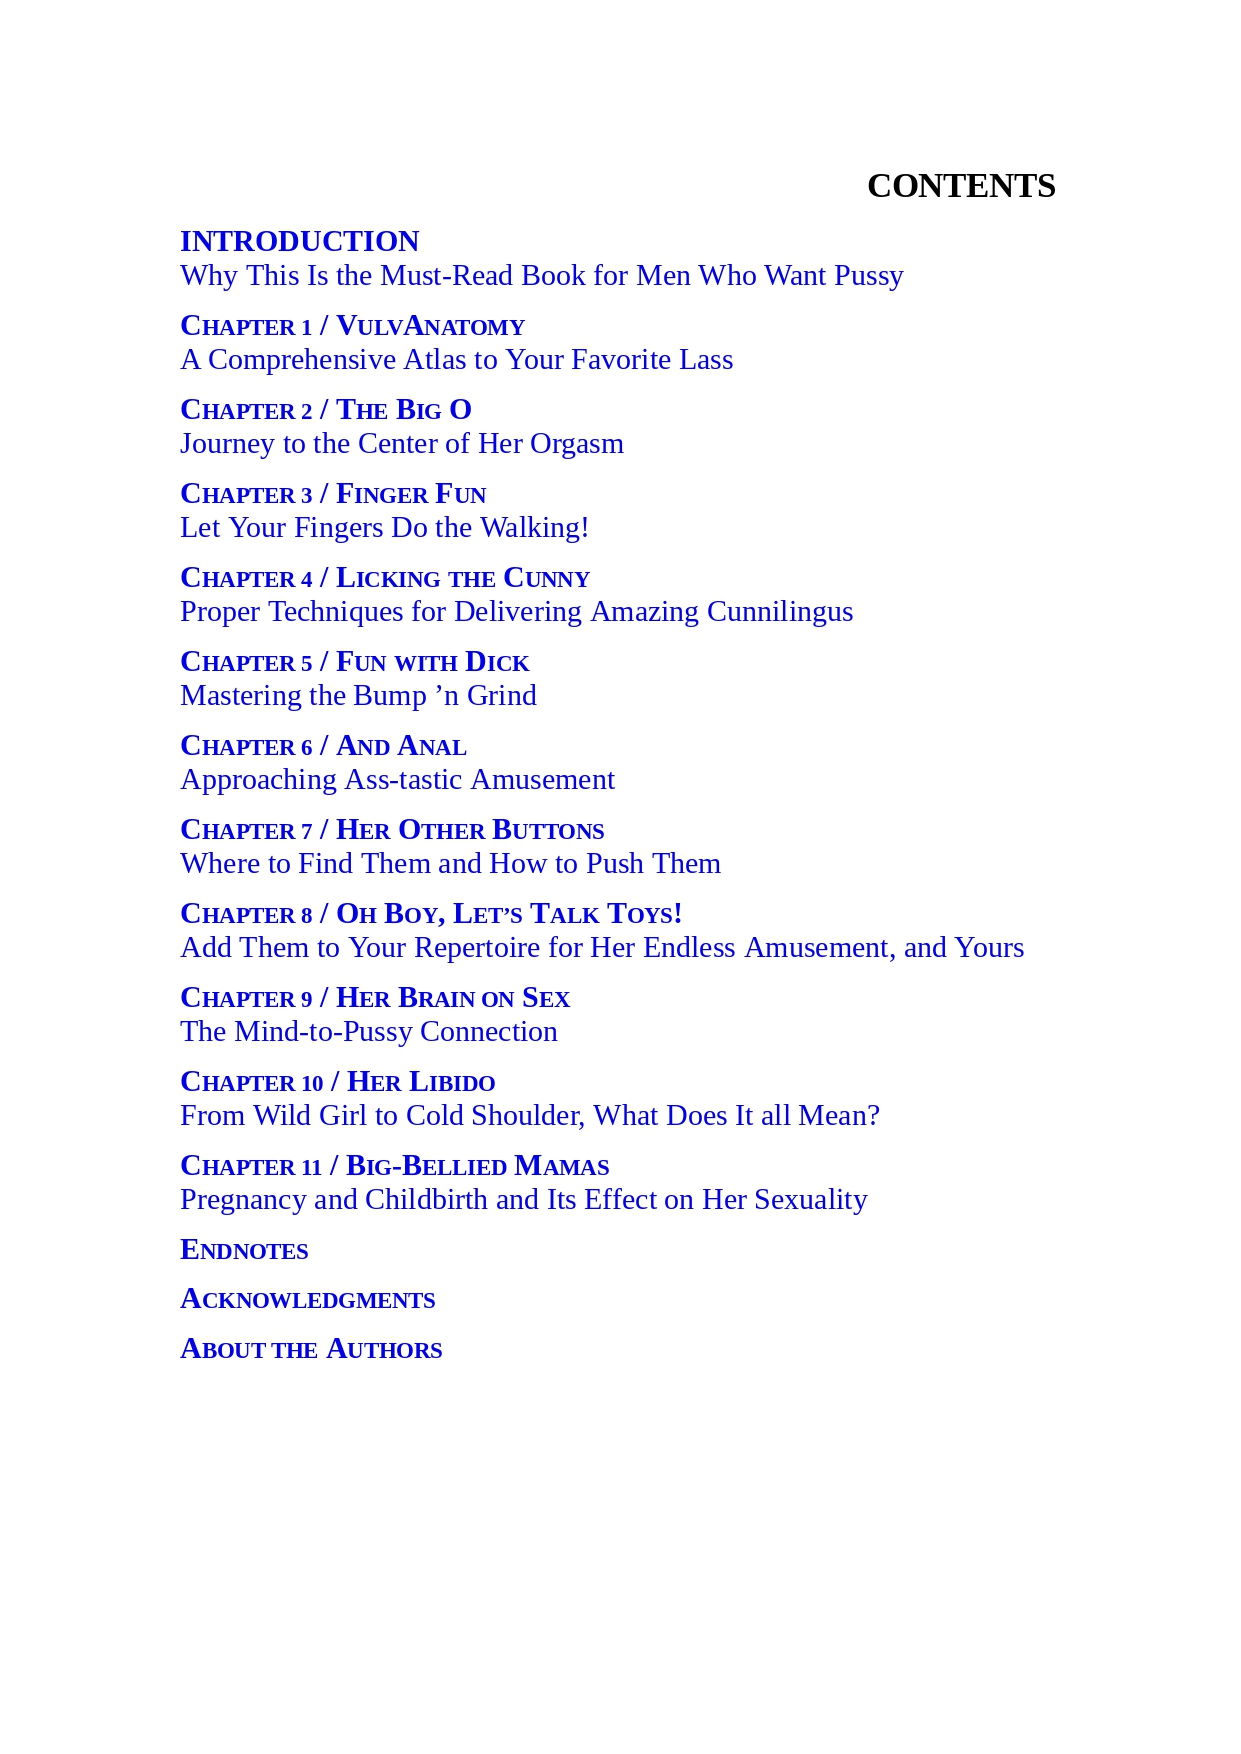 CONTENTS
INTRODUCTION
Why This Is the Must-Read Book for Men Who Want Pussy
CHAPTER 1 / VULVANATOMY
A Comprehensive Atlas to Your Favorite Lass
CHAPTER 2 / THE BIG O
Journey to the Center of Her Orgasm
CHAPTER 3 / FINGER FUN
Let Your Fingers Do the Walking!
CHAPTER 4 / LICKING THE CUNNY
Proper Techniques for Delivering Amazing Cunnilingus
CHAPTER 5 / FUN WITH DICK
Mastering the Bump ’n Grind
CHAPTER 6 / AND ANAL
Approaching Ass-tastic Amusement
CHAPTER 7 / HER OTHER BUTTONS
Where to Find Them and How to Push Them
CHAPTER 8 / OH BOY, LET’S TALK TOYS!
Add Them to Your Repertoire for Her Endless Amusement, and Yours
CHAPTER 9 / HER BRAIN ON SEX
The Mind-to-Pussy Connection
CHAPTER 10 / HER LIBIDO
From Wild Girl to Cold Shoulder, What Does It all Mean?
CHAPTER 11 / BIG-BELLIED MAMAS
Pregnancy and Childbirth and Its Effect on Her Sexuality
ENDNOTES
ACKNOWLEDGMENTS
ABOUT THE AUTHORS